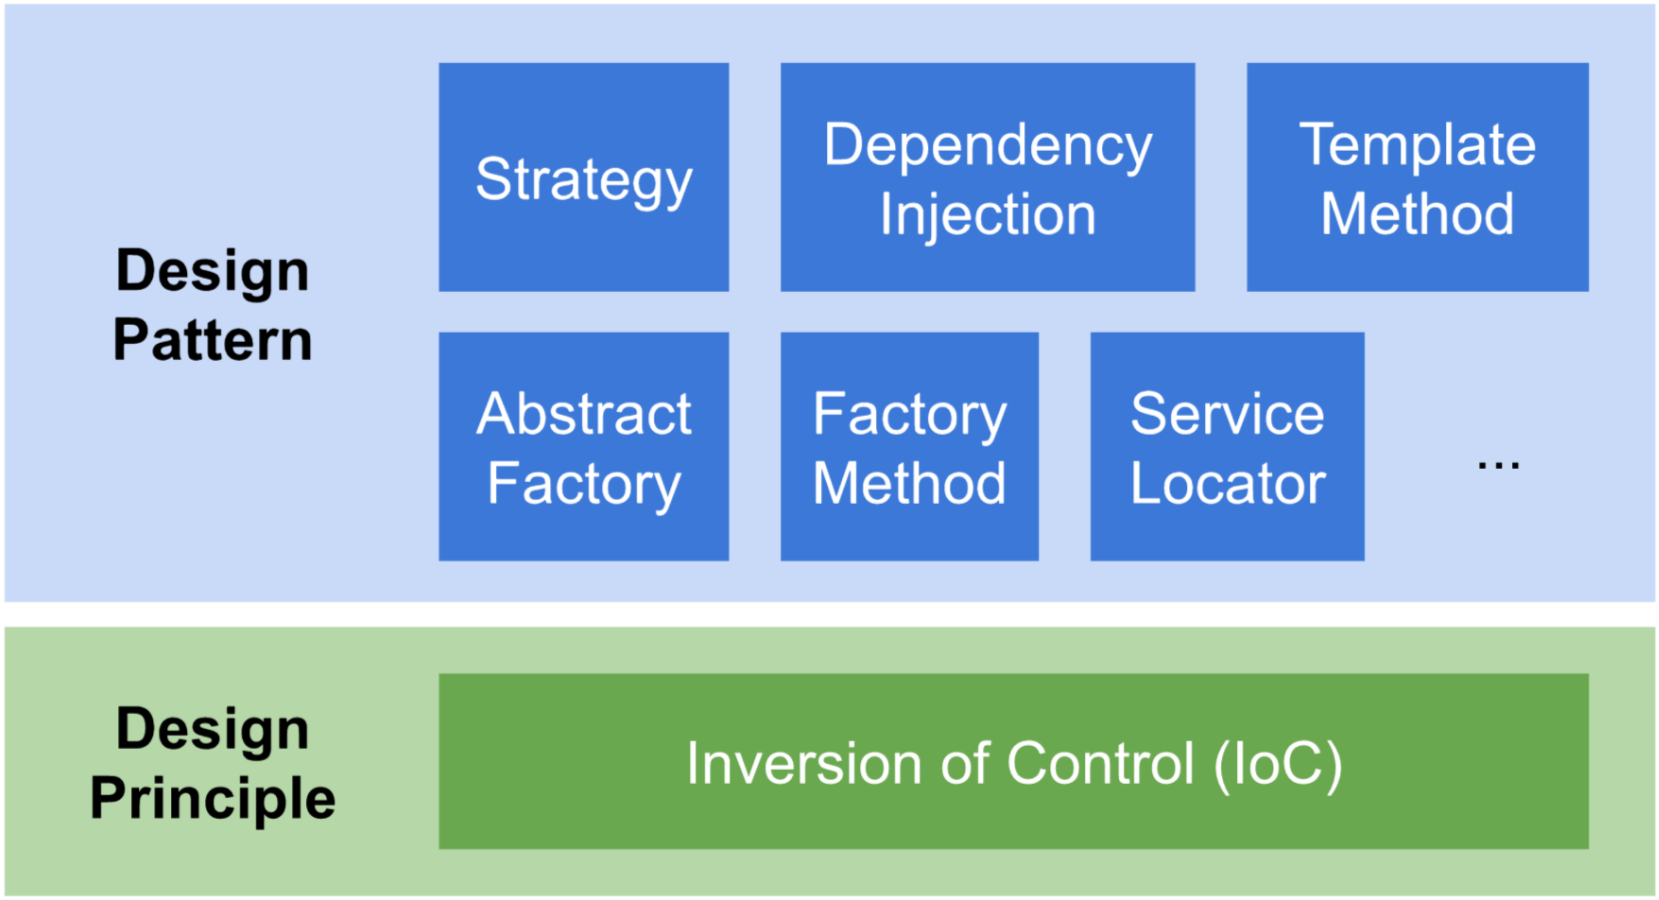 Design
Pattern
Strategy
Dependency
Injection
Template
Method
Abstract
Factory
Factory
Method
Service
Locator
...
Design
Principle
Inversion of Control (IoC)